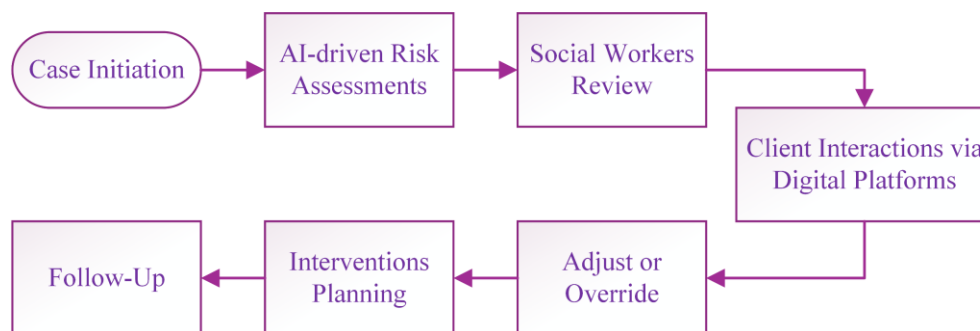 Case Initiation
AI-driven Risk
Assessments
Social Workers
Review
Client Interactions via
Digital Platforms
Adjust or
Override
Interventions
Planning
Follow-Up